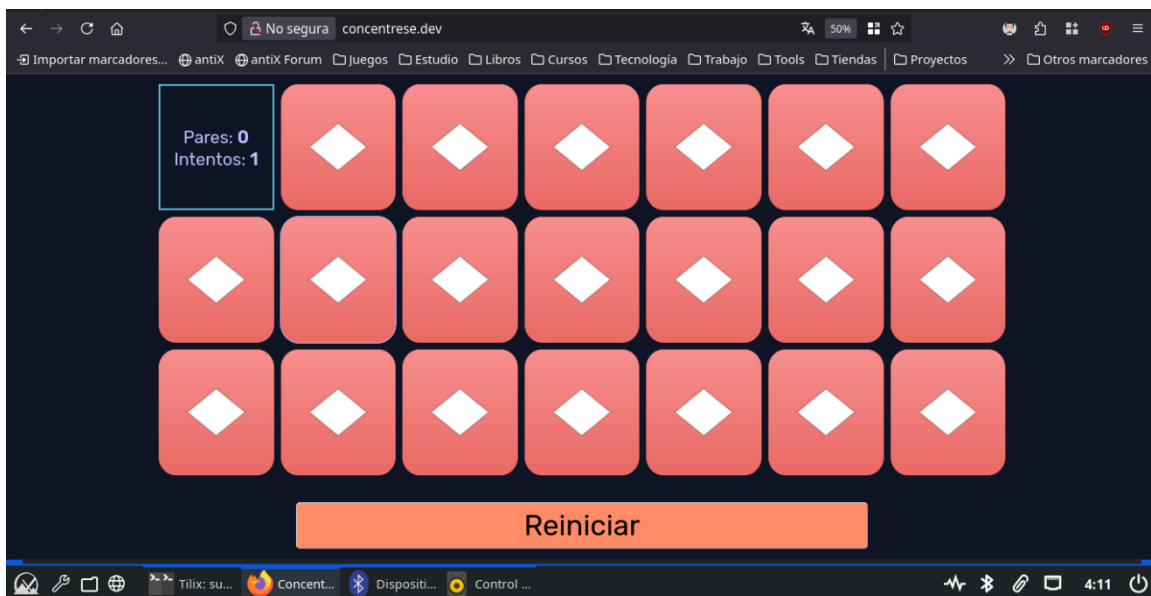 No segura concentrese.dev 50%
Importar marcadores... antiX antiX Forum Juegos Estudio Libros Cursos Tecnología Trabajo Tools Tiendas Proyectos Otros marcadores
Pares: 0
Intentos: 1
Reiniciar
Tilix: su... Concent... Dispositi... Control ... 4:11